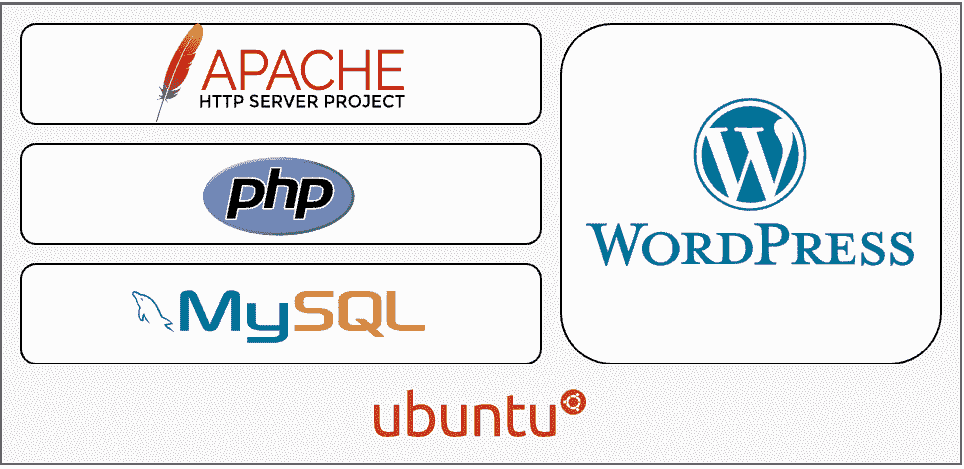 APACHE
HTTP SERVER PROJECT
php
MySQL
W
WORDPRESS
ubuntu